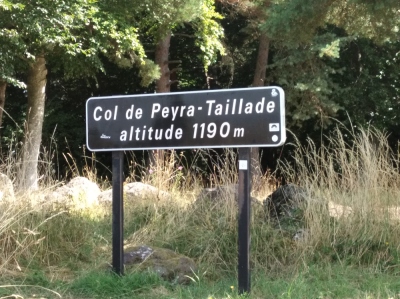 Col de Peyra-Taillade
altitude 1190 m